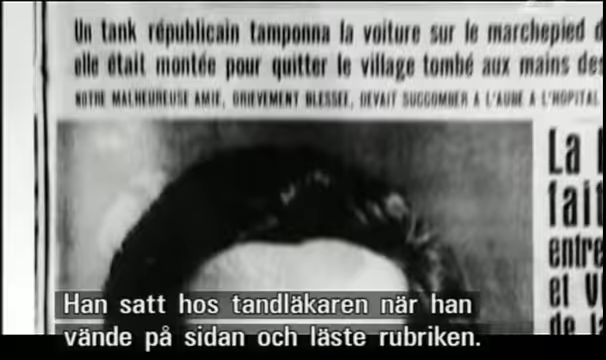 Un tank républicain tamponna la voiture sur le marchepied d
elle était montée pour quitter le village tombé aux mains des
NOTRE MALHEUREUSE AMIE, GRIEVEMENT BLESSEE, DEVAIT SUCCOMBER A L'AUBE A L'HOPITAL
La
fait
entre
et V
de la
Han satt hos tandläkaren när han
vände på sidan och läste rubriken.